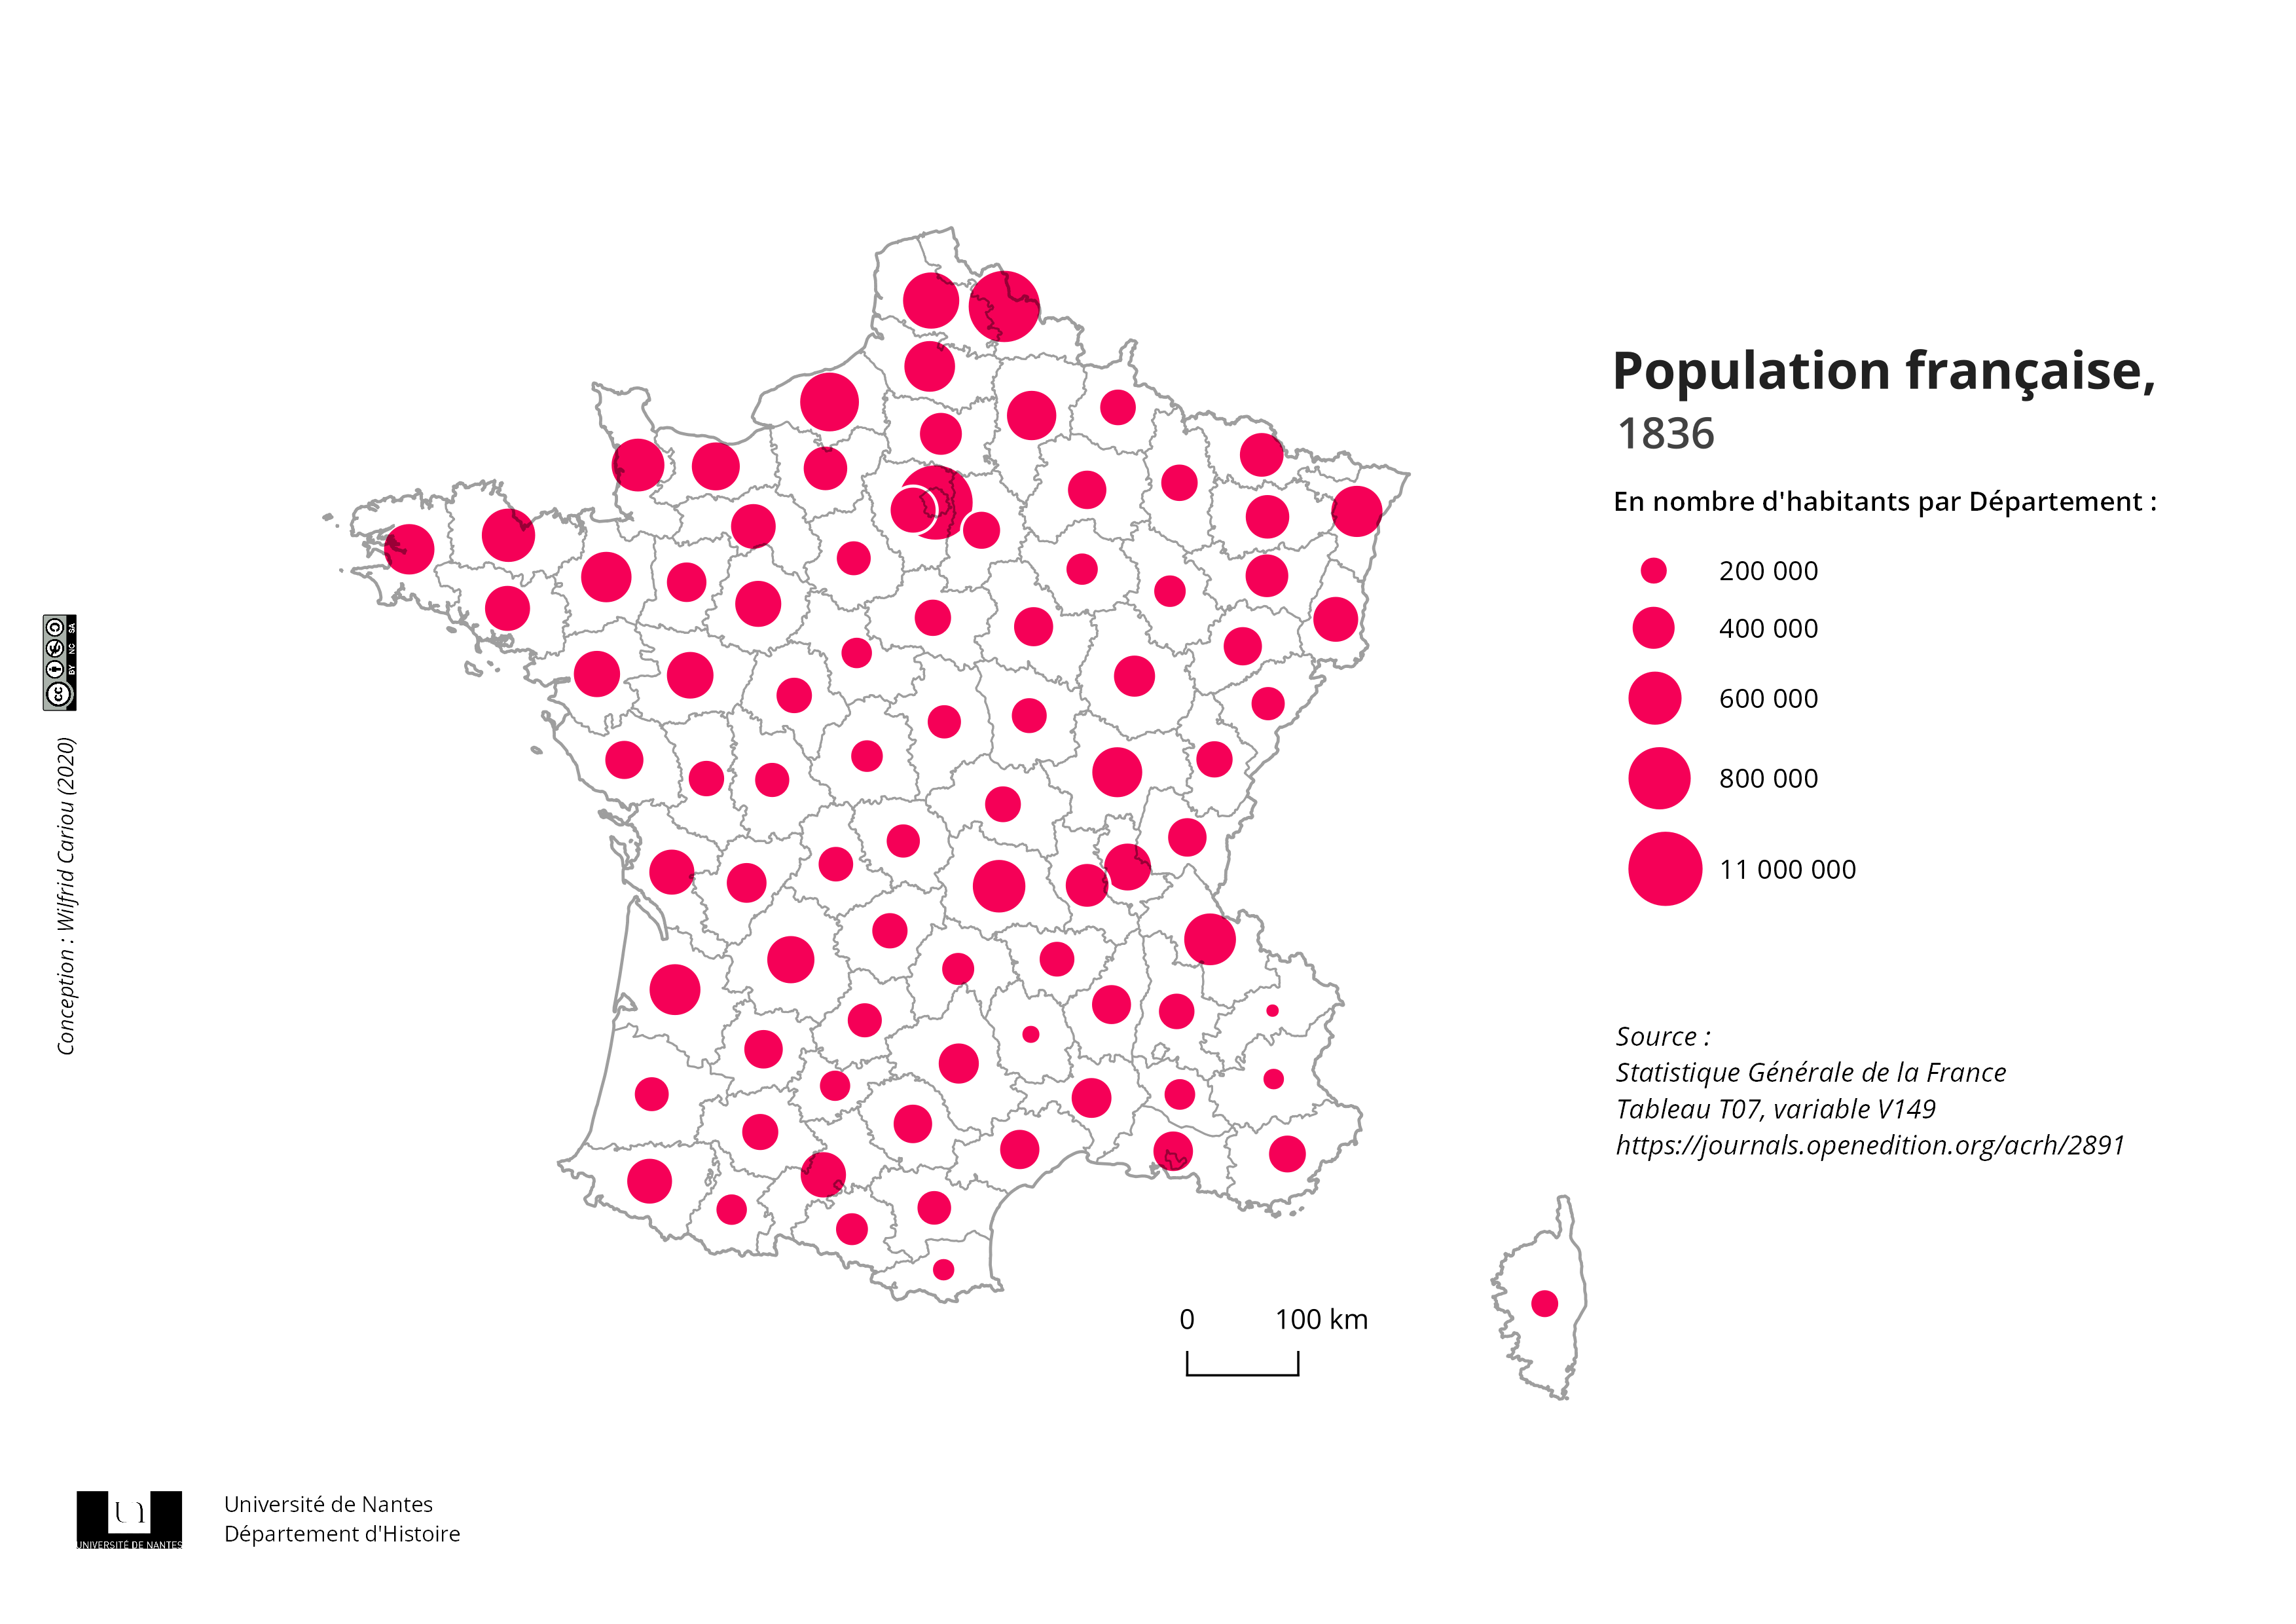 Population française,
1836
En nombre d'habitants par Département :
200 000
400 000
600 000
800 000
11 000 000
Source :
Statistique Générale de la France
Tableau T07, variable V149
https://journals.openedition.org/acrh/2891
0 100 km
Conception : Wilfrid Cariou (2020)
cc BY NC SA
UNIVERSITÉ DE NANTES
Université de Nantes
Département d'Histoire